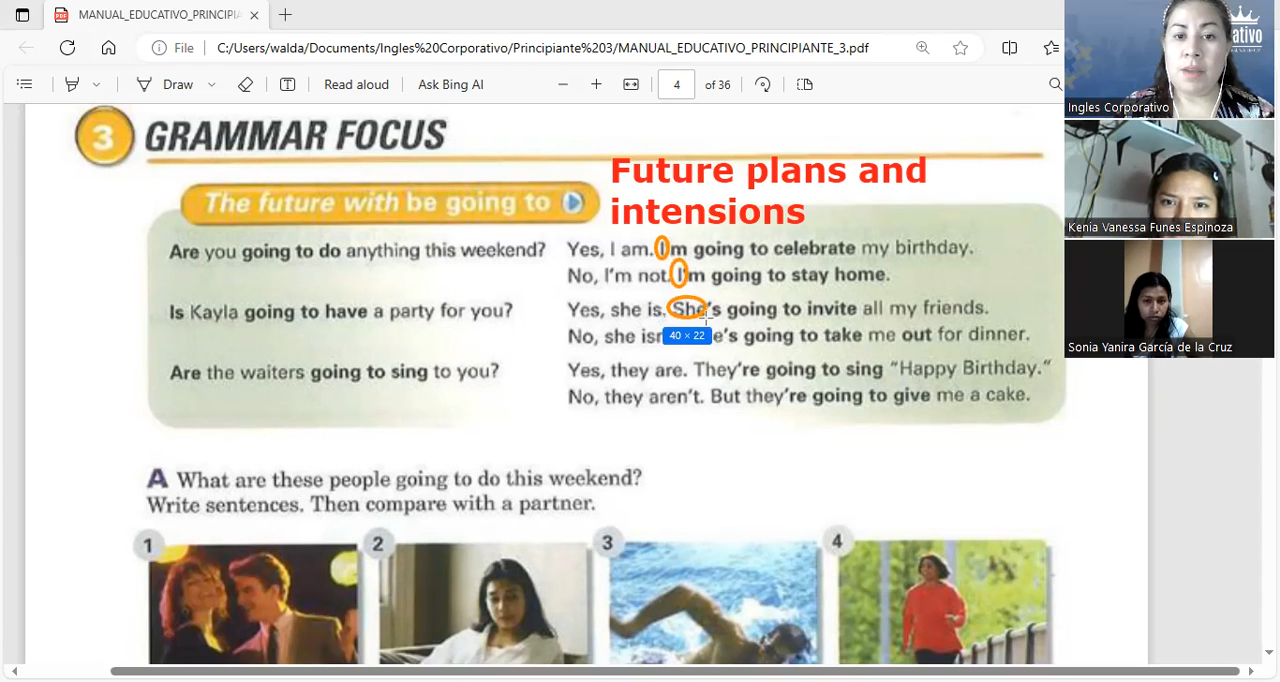 MANUAL_EDUCATIVO_PRINCIPIA
File
C:/Users/walda/Documents/Ingles%20Corporativo/Principante%203/MANUAL_EDUCATIVO_PRINCIPIANTE_3.pdf
Draw
Read aloud
Ask Bing AI
4 of 36
ativo
Ingles Corporativo
Kenia Vanessa Funes Espinoza
Sonia Yanira García de la Cruz
3 GRAMMAR FOCUS
Future plans and
intensions
The future with be going to
Are you going to do anything this weekend? Yes, I am. I'm going to celebrate my birthday.
No, I'm not. I'm going to stay home.
Is Kayla going to have a party for you? Yes, she is. She's going to invite all my friends.
40 × 22
No, she isn e's going to take me out for dinner.
Are the waiters going to sing to you? Yes, they are. They're going to sing “Happy Birthday.”
No, they aren't. But they're going to give me a cake.
A What are these people going to do this weekend?
Write sentences. Then compare with a partner.
1 2 3 4